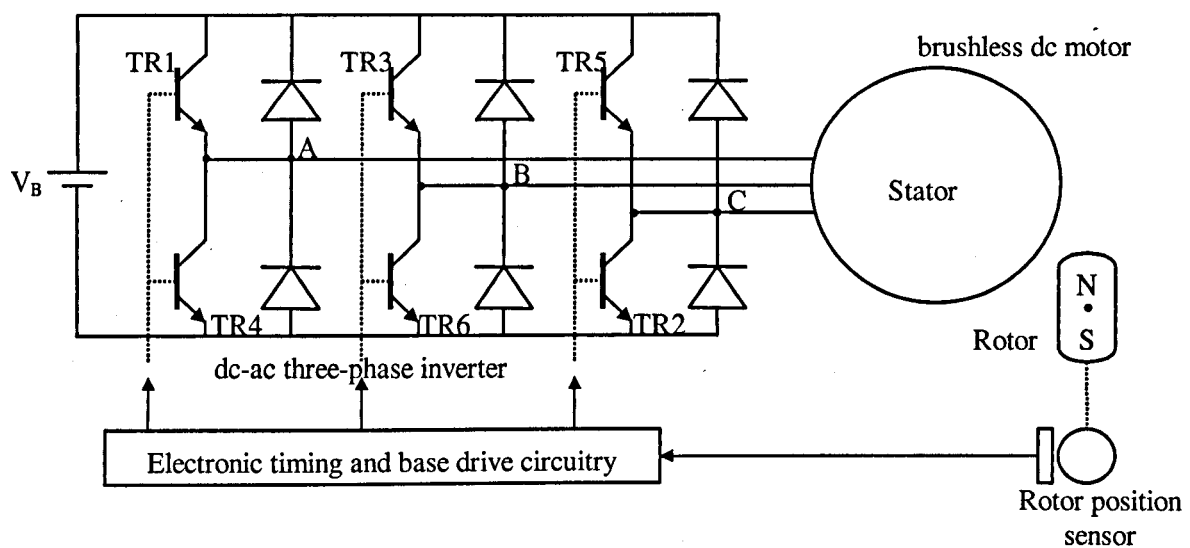 brushless dc motor
TR1
TR3
TR5
A
B
C
V_B
Stator
N
S
Rotor
TR4
TR6
TR2
dc-ac three-phase inverter
Electronic timing and base drive circuitry
Rotor position
sensor